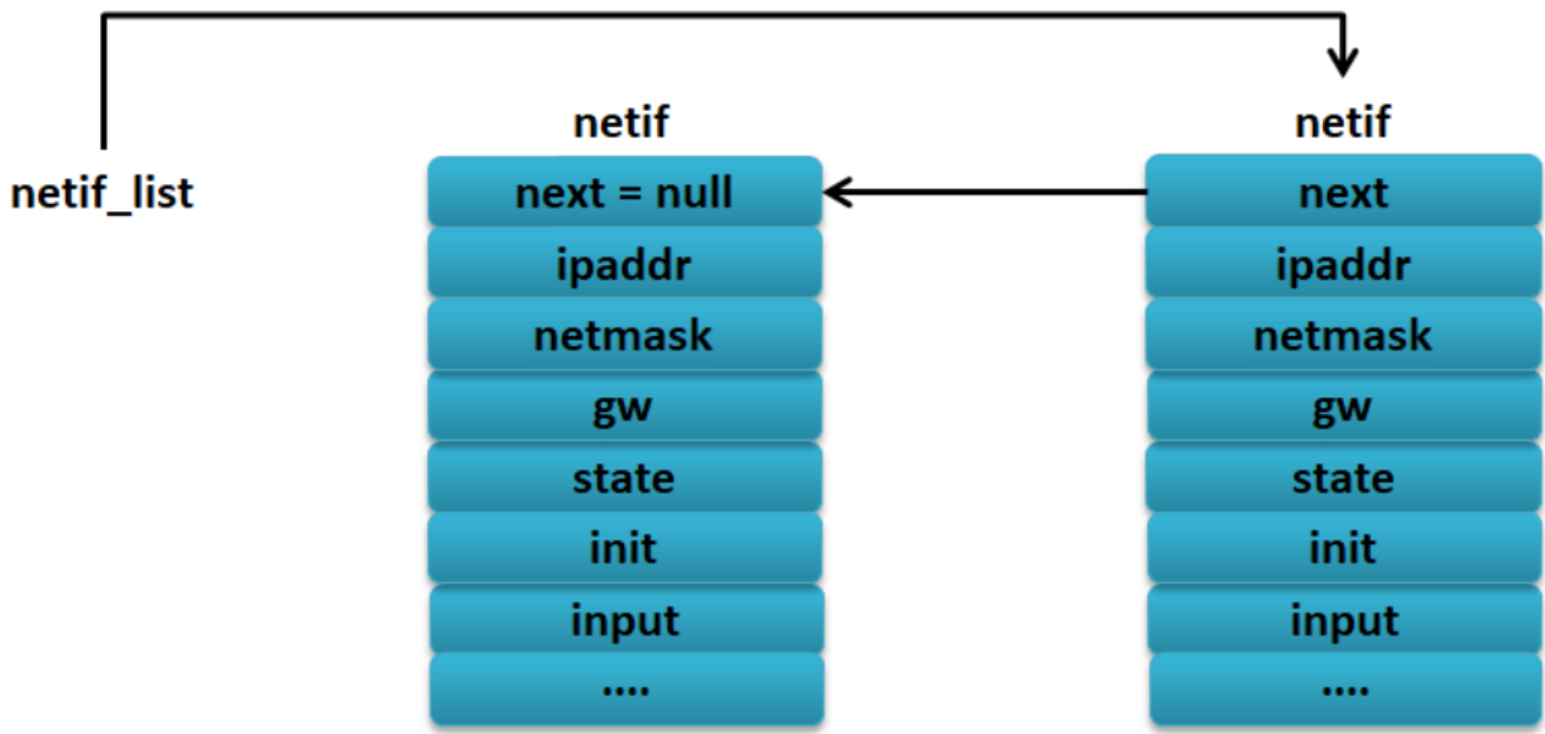 netif_list
netif
next = null
ipaddr
netmask
gw
state
init
input
....
netif
next
ipaddr
netmask
gw
state
init
input
....